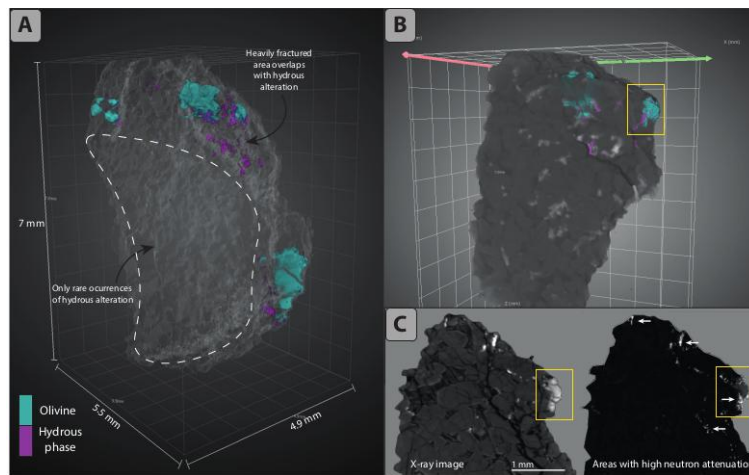 A
Heavily fractured
area overlaps
with hydrous
alteration
7 mm
Only rare ocurrences
of hydrous alteration
Olivine
Hydrous
phase
5.5 mm
4.9 mm
B
C
X-ray image
1 mm
Areas with high neutron attenuation